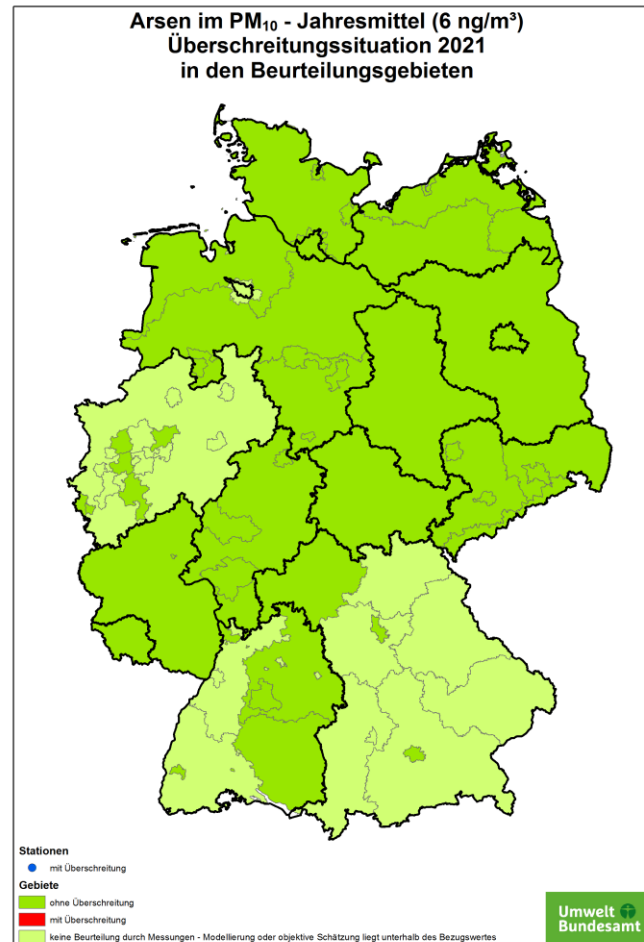 Arsen im PM₁₀ - Jahresmittel (6 ng/m³)
Überschreitungssituation 2021
in den Beurteilungsgebieten
Stationen
mit Überschreitung
Gebiete
ohne Überschreitung
mit Überschreitung
keine Beurteilung durch Messungen - Modellierung oder objektive Schätzung liegt unterhalb des Bezugswertes
Umwelt
Bundesamt